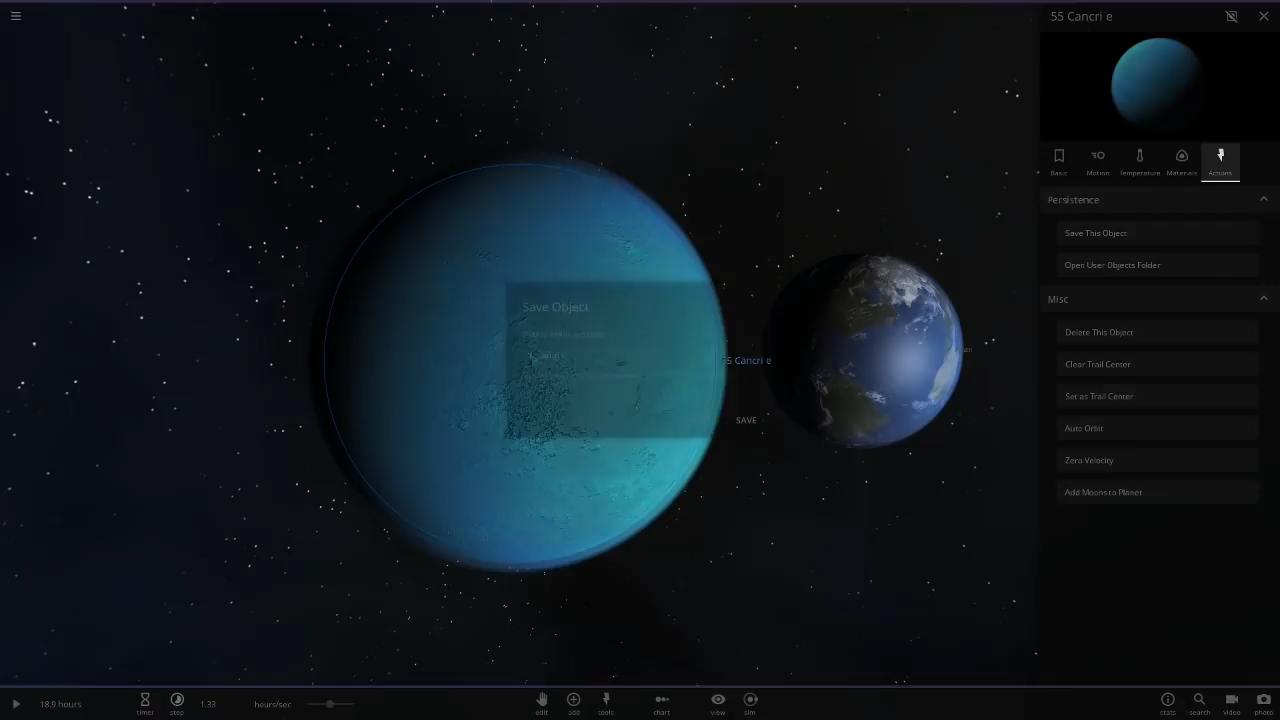 55 Cancri e
Basic
Motion
Temperature
Materials
Actions
Persistence
Save This Object
Open User Objects Folder
Misc
Delete This Object
Clear Trail Center
Set as Trail Center
Auto Orbit
Zero Velocity
Add Moons to Planet
Save Object
5 Cancri e
SAVE
18.9 hours
timer
step
1.33
hours/sec
edit
add
tools
chart
view
sim
stats
search
video
photo